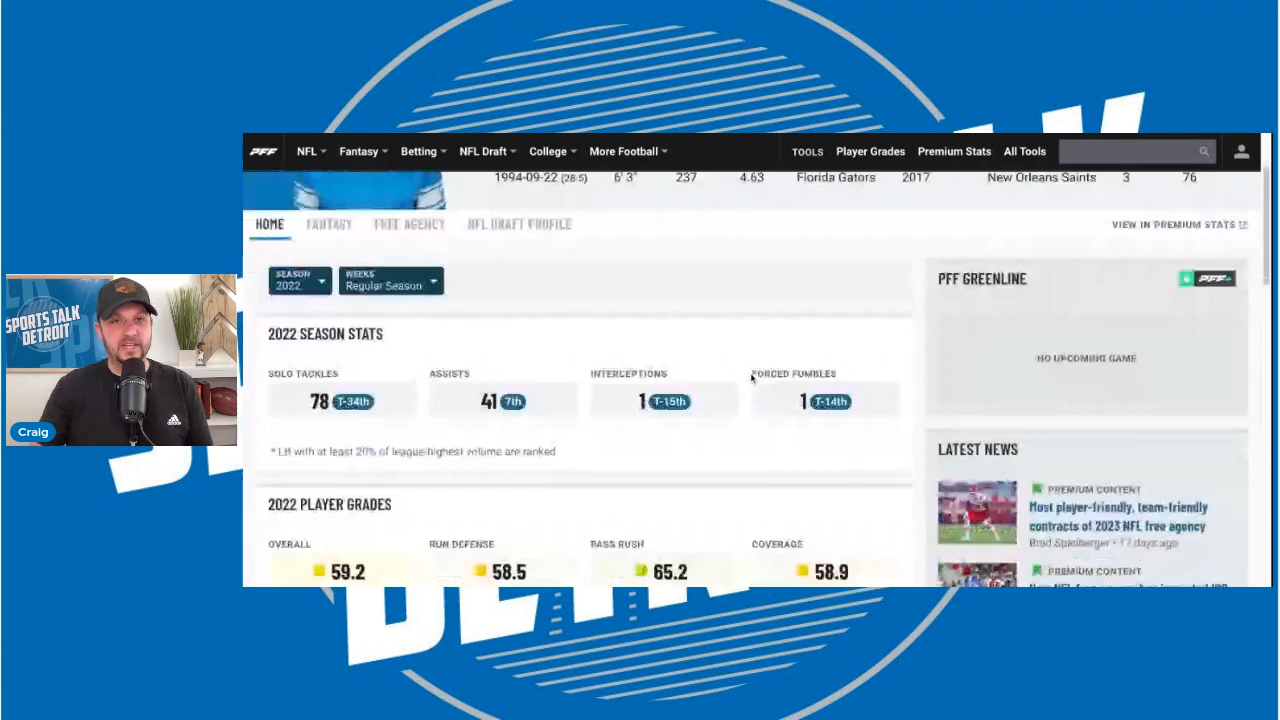 PFF NFL Fantasy Betting NFL Draft College More Football TOOLS Player Grades Premium Stats All Tools
1994-09-22 (28.5) 6' 3" 237 4.63 Florida Gators 2017 New Orleans Saints 3 76
HOME FANTASY FREE AGENCY NFL DRAFT PROFILE VIEW IN PREMIUM STATS
SEASON
2022
WEEKS
Regular Season
PFF GREENLINE PFF+
NO UPCOMING GAME
2022 SEASON STATS
SOLO TACKLES ASSISTS INTERCEPTIONS FORCED FUMBLES
78 T-34th 41 7th 1 T-15th 1 T-14th
* LB with at least 20% of league highest volume are ranked
2022 PLAYER GRADES
OVERALL RUN DEFENSE PASS RUSH COVERAGE
59.2 58.5 65.2 58.9
LATEST NEWS
PREMIUM CONTENT
Most player-friendly, team-friendly
contracts of 2023 NFL free agency
Brad Spielberger • 17 days ago
PREMIUM CONTENT
SPORTS TALK
DETROIT
Craig